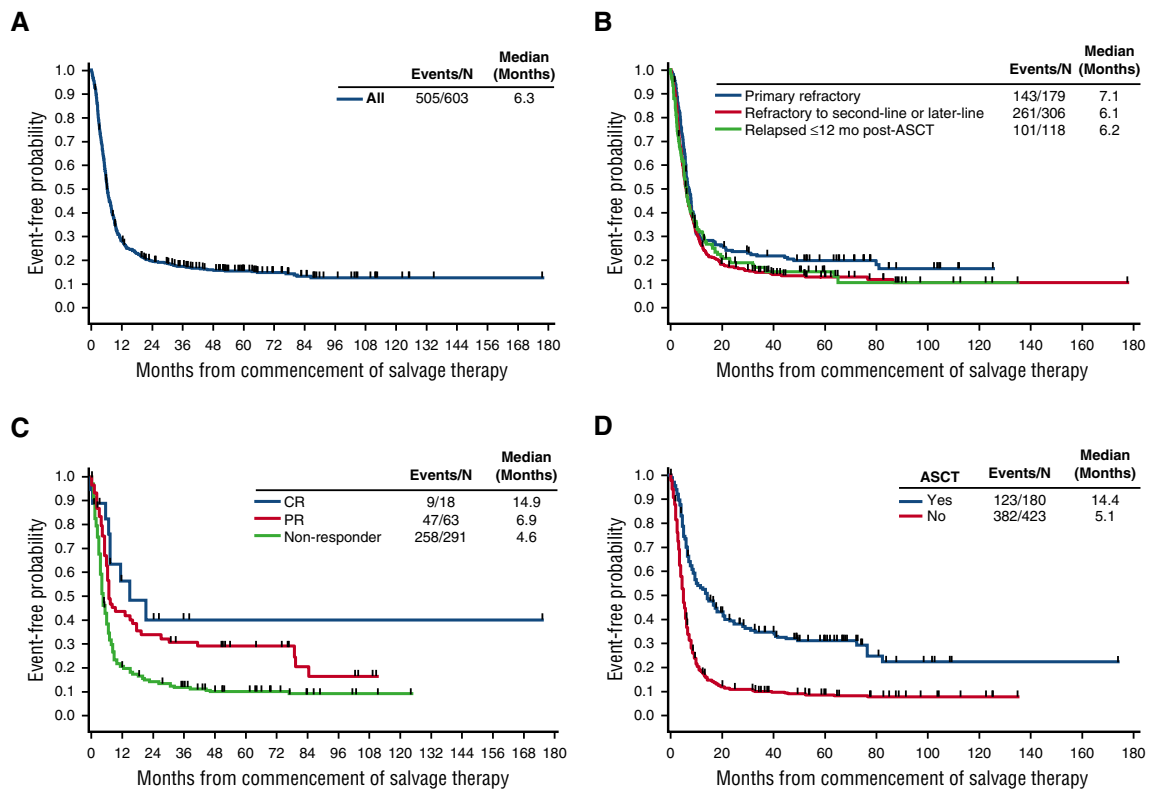 A
Median
Events/N (Months)
All 505/603 6.3
1.0
0.9
0.8
0.7
0.6
0.5
0.4
0.3
0.2
0.1
0.0
Event-free probability
0 12 24 36 48 60 72 84 96 108 120 132 144 156 168 180
Months from commencement of salvage therapy
B
Median
Events/N (Months)
Primary refractory 143/179 7.1
Refractory to second-line or later-line 261/306 6.1
Relapsed ≤12 mo post-ASCT 101/118 6.2
1.0
0.9
0.8
0.7
0.6
0.5
0.4
0.3
0.2
0.1
0.0
Event-free probability
0 20 40 60 80 100 120 140 160 180
Months from commencement of salvage therapy
C
Median
Events/N (Months)
CR 9/18 14.9
PR 47/63 6.9
Non-responder 258/291 4.6
1.0
0.9
0.8
0.7
0.6
0.5
0.4
0.3
0.2
0.1
0.0
Event-free probability
0 12 24 36 48 60 72 84 96 108 120 132 144 156 168 180
Months from commencement of salvage therapy
D
Median
ASCT Events/N (Months)
Yes 123/180 14.4
No 382/423 5.1
1.0
0.9
0.8
0.7
0.6
0.5
0.4
0.3
0.2
0.1
0.0
Event-free probability
0 20 40 60 80 100 120 140 160 180
Months from commencement of salvage therapy